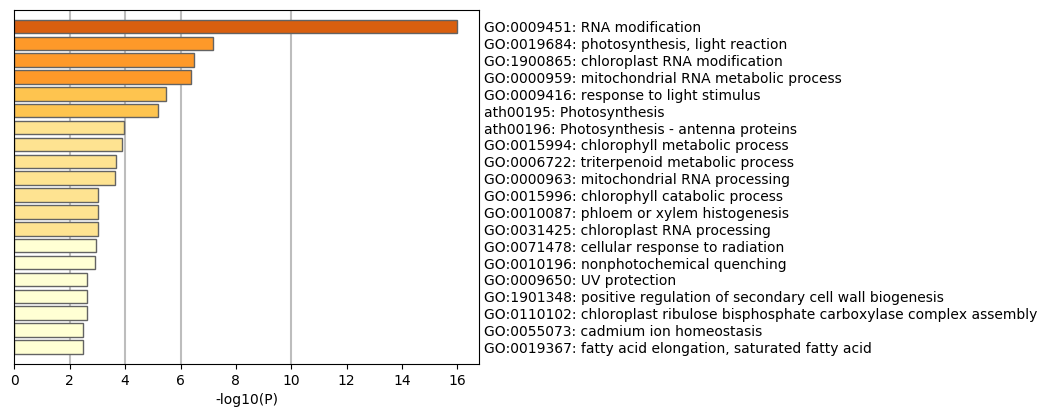 GO:0009451: RNA modification
GO:0019684: photosynthesis, light reaction
GO:1900865: chloroplast RNA modification
GO:0000959: mitochondrial RNA metabolic process
GO:0009416: response to light stimulus
ath00195: Photosynthesis
ath00196: Photosynthesis - antenna proteins
GO:0015994: chlorophyll metabolic process
GO:0006722: triterpenoid metabolic process
GO:0000963: mitochondrial RNA processing
GO:0015996: chlorophyll catabolic process
GO:0010087: phloem or xylem histogenesis
GO:0031425: chloroplast RNA processing
GO:0071478: cellular response to radiation
GO:0010196: nonphotochemical quenching
GO:0009650: UV protection
GO:1901348: positive regulation of secondary cell wall biogenesis
GO:0110102: chloroplast ribulose bisphosphate carboxylase complex assembly
GO:0055073: cadmium ion homeostasis
GO:0019367: fatty acid elongation, saturated fatty acid
0 2 4 6 8 10 12 14 16
-log10(P)